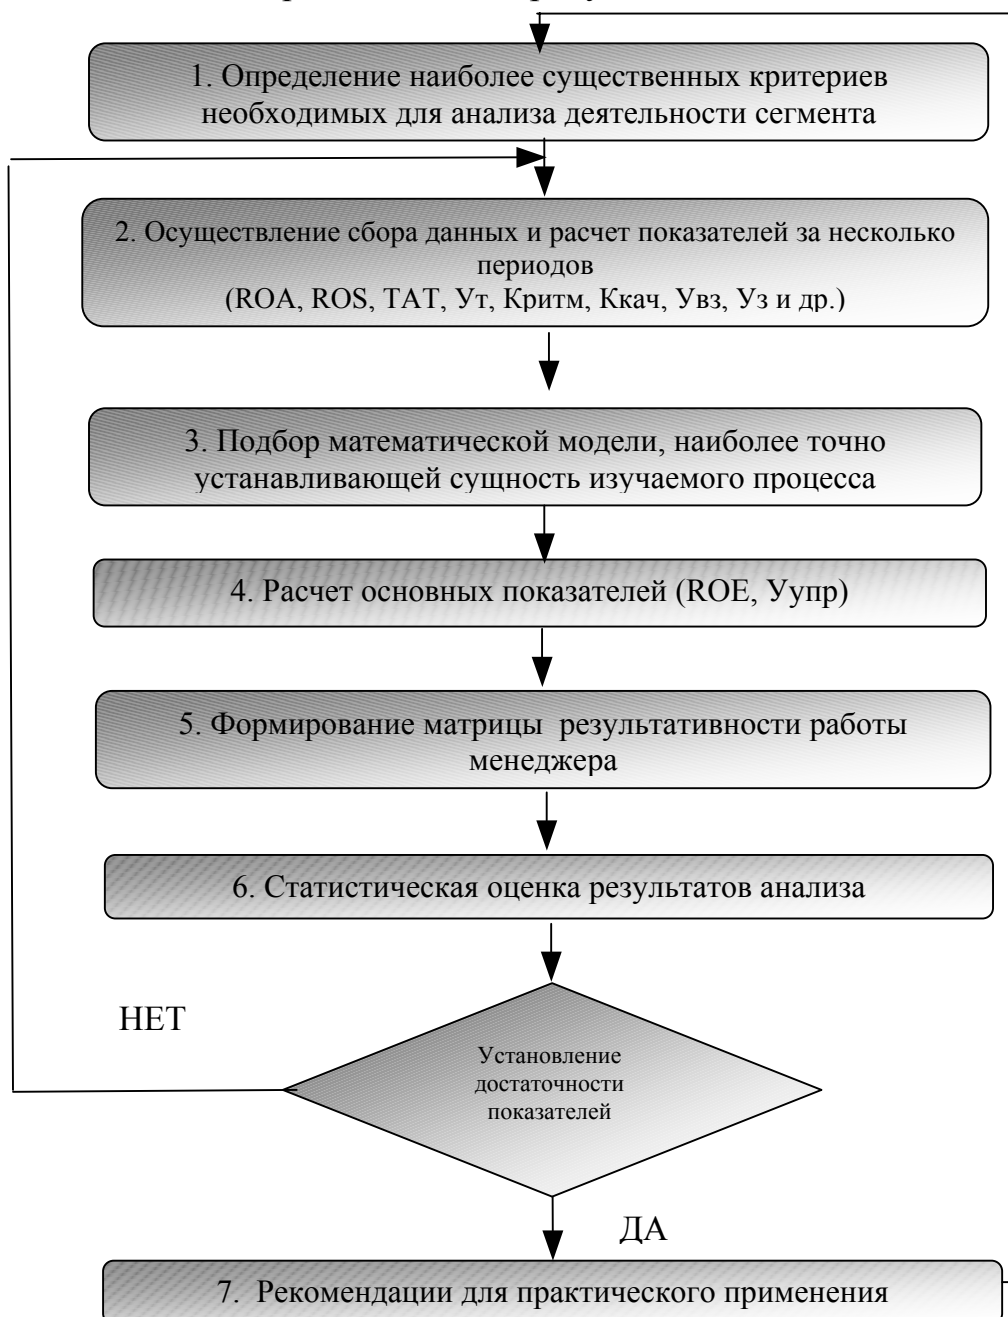 1. Определение наиболее существенных критериев
необходимых для анализа деятельности сегмента
2. Осуществление сбора данных и расчет показателей за несколько
периодов
(ROA, ROS, TAT, Ут, Критм, Ккач, Увз, Уз и др.)
3. Подбор математической модели, наиболее точно
устанавливающей сущность изучаемого процесса
4. Расчет основных показателей (ROE, Уупр)
5. Формирование матрицы результативности работы
менеджера
6. Статистическая оценка результатов анализа
НЕТ
Установление
достаточности
показателей
ДА
7. Рекомендации для практического применения